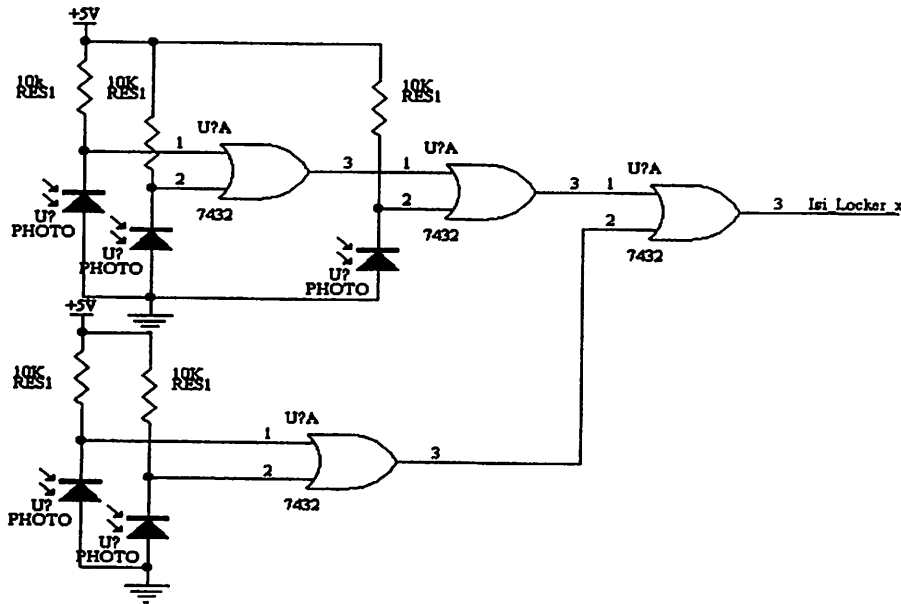 +5V
10k
RES1
10K
RES1
10K
RES1
U?A
1
2
3
7432
U?A
1
2
3
7432
U?A
1
2
3
7432
Isi_Locker_x
U?
PHOTO
U?
PHOTO
U?
PHOTO
+5V
10K
RES1
10K
RES1
U?A
1
2
3
7432
U?
PHOTO
U?
PHOTO